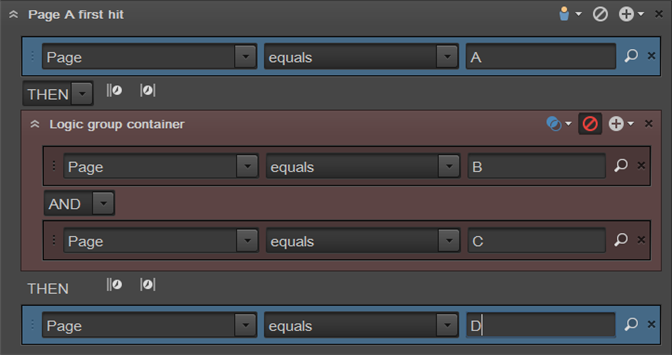 Page A first hit
Page equals A
THEN
Logic group container
Page equals B
AND
Page equals C
THEN
Page equals D